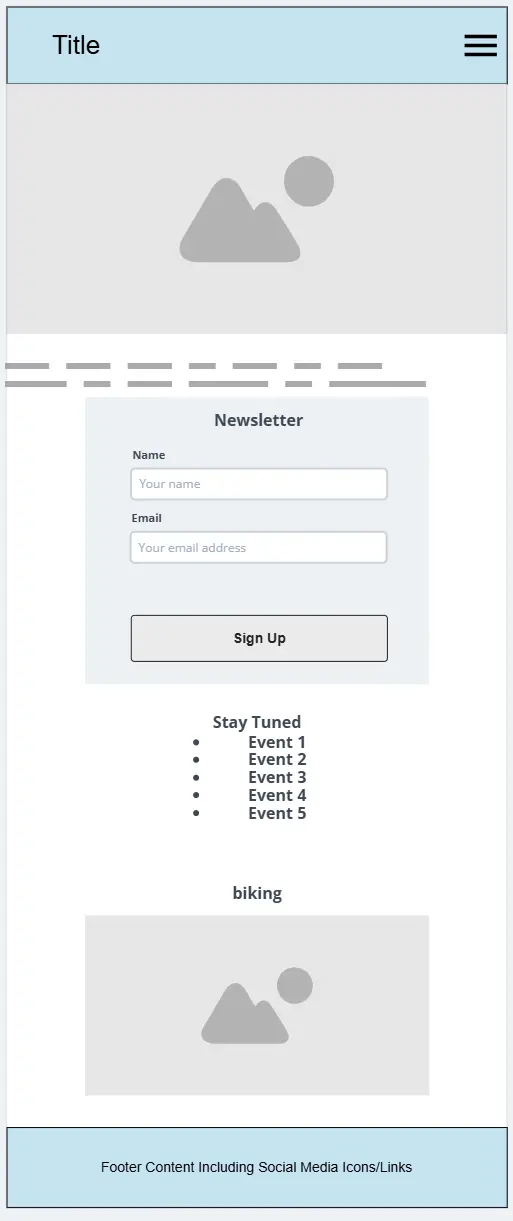 Title
Newsletter
Name
Your name
Email
Your email address
Sign Up
Stay Tuned
• Event 1
• Event 2
• Event 3
• Event 4
• Event 5
biking
Footer Content Including Social Media Icons/Links